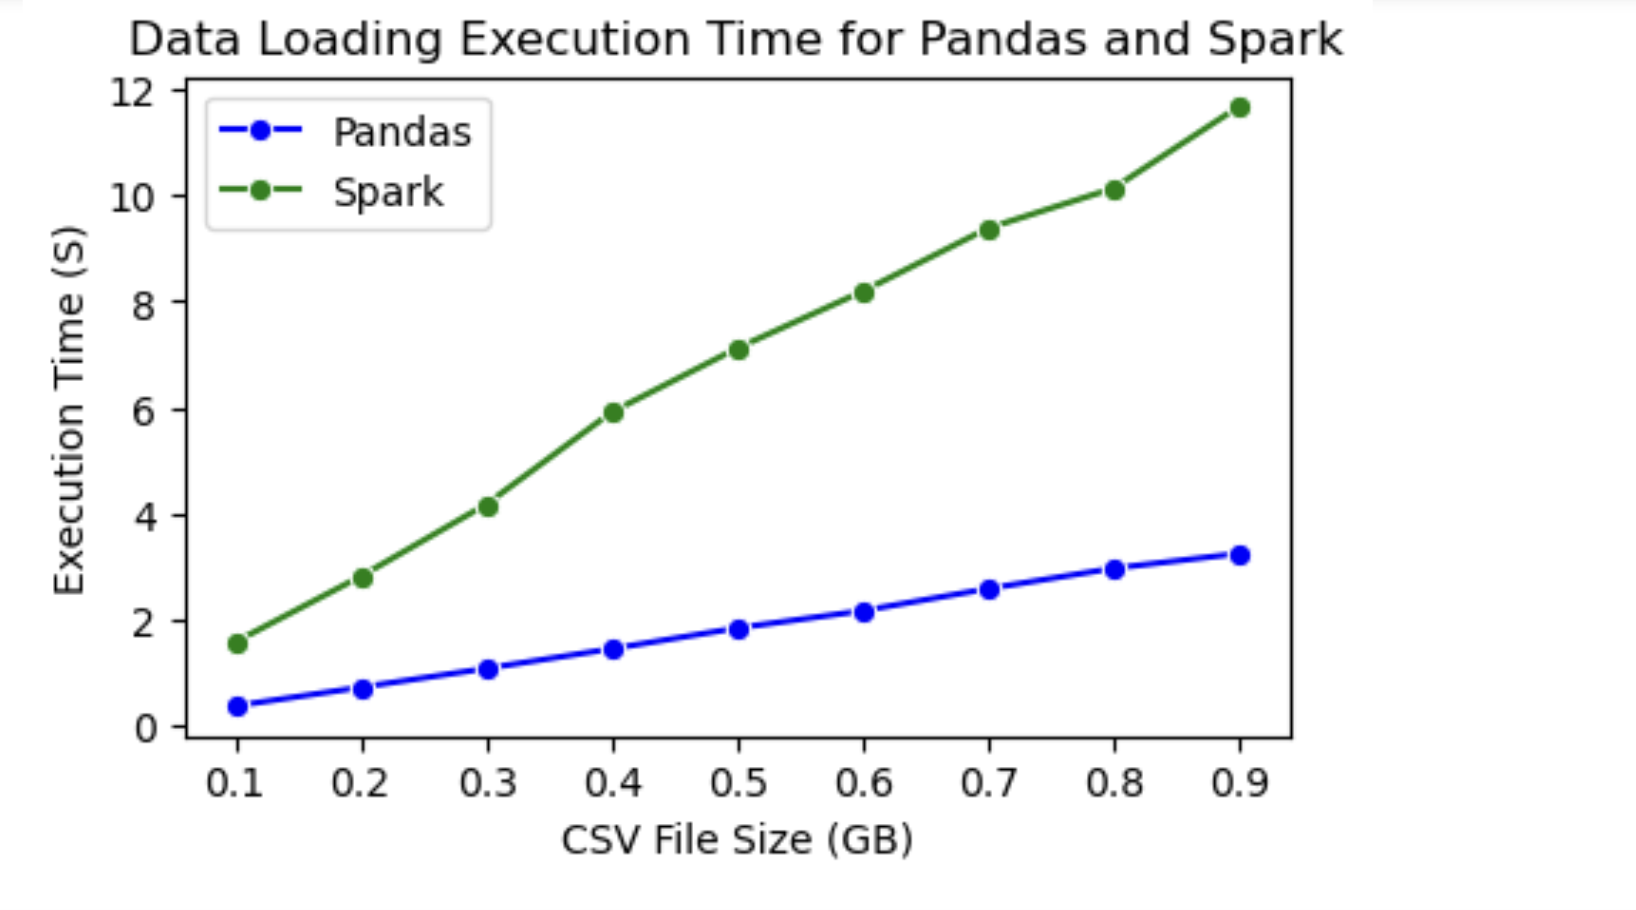 Data Loading Execution Time for Pandas and Spark
12
10
8
6
4
2
0
Execution Time (S)
Pandas
Spark
0.1 0.2 0.3 0.4 0.5 0.6 0.7 0.8 0.9
CSV File Size (GB)